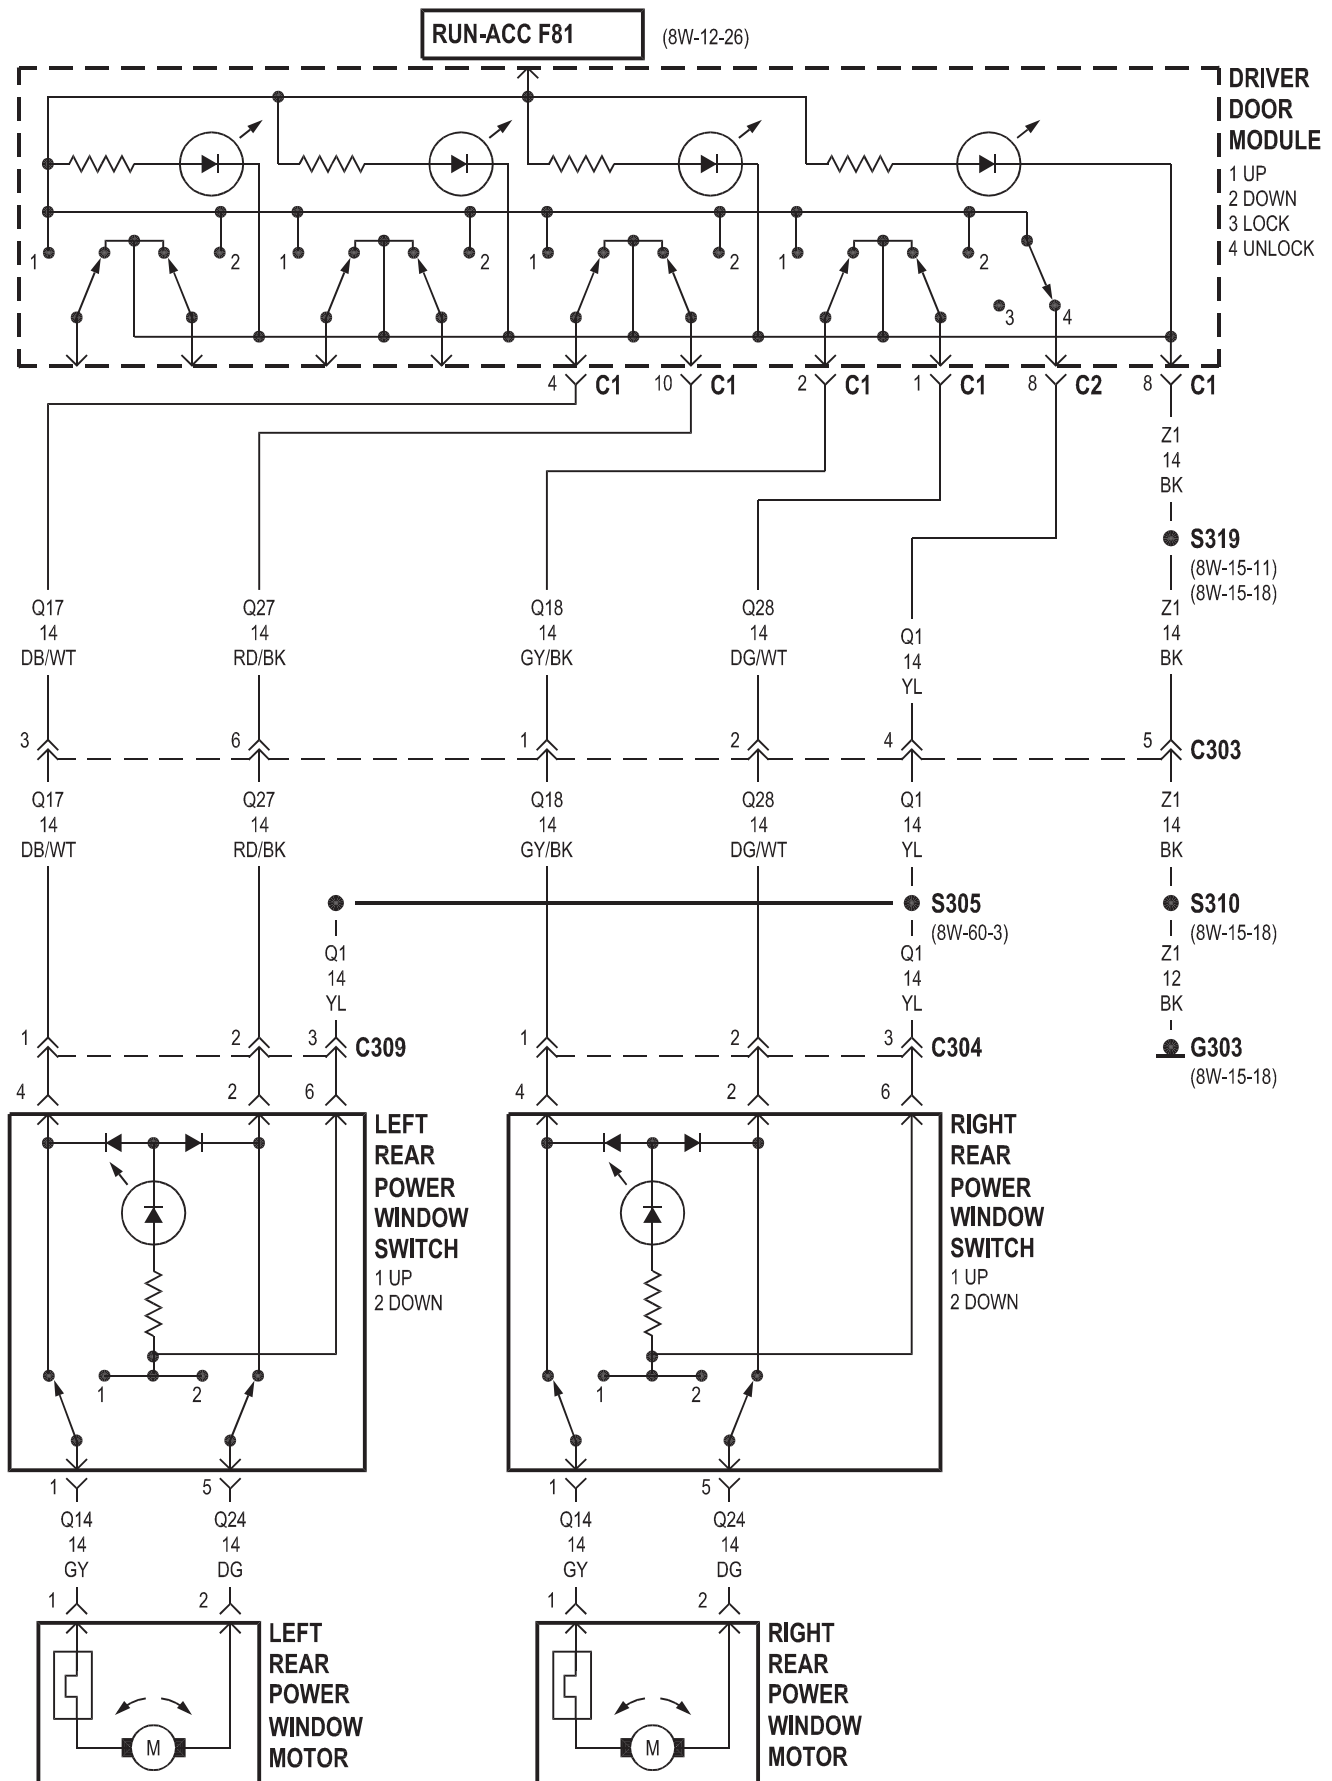 RUN-ACC F81 (8W-12-26)
DRIVER
DOOR
MODULE
1 UP
2 DOWN
3 LOCK
4 UNLOCK
1 2 1 2 1 2 1 2
3 4
4 C1 10 C1 2 C1 1 C1 8 C2 8 C1
Z1
14
BK
S319
(8W-15-11)
(8W-15-18)
Q17
14
DB/WT
Q27
14
RD/BK
Q18
14
GY/BK
Q28
14
DG/WT
Q1
14
YL
Z1
14
BK
3 6 1 2 4 5 C303
Q17
14
DB/WT
Q27
14
RD/BK
Q18
14
GY/BK
Q28
14
DG/WT
Q1
14
YL
Z1
14
BK
S305
(8W-60-3)
S310
(8W-15-18)
Q1
14
YL
Q1
14
YL
Z1
12
BK
1 2 3 C309 1 2 3 C304 G303
(8W-15-18)
4 2 6 4 2 6
LEFT
REAR
POWER
WINDOW
SWITCH
1 UP
2 DOWN
RIGHT
REAR
POWER
WINDOW
SWITCH
1 UP
2 DOWN
1 2 1 2
1 5 1 5
Q14
14
GY
Q24
14
DG
Q14
14
GY
Q24
14
DG
1 2 1 2
LEFT
REAR
POWER
WINDOW
MOTOR
M
RIGHT
REAR
POWER
WINDOW
MOTOR
M